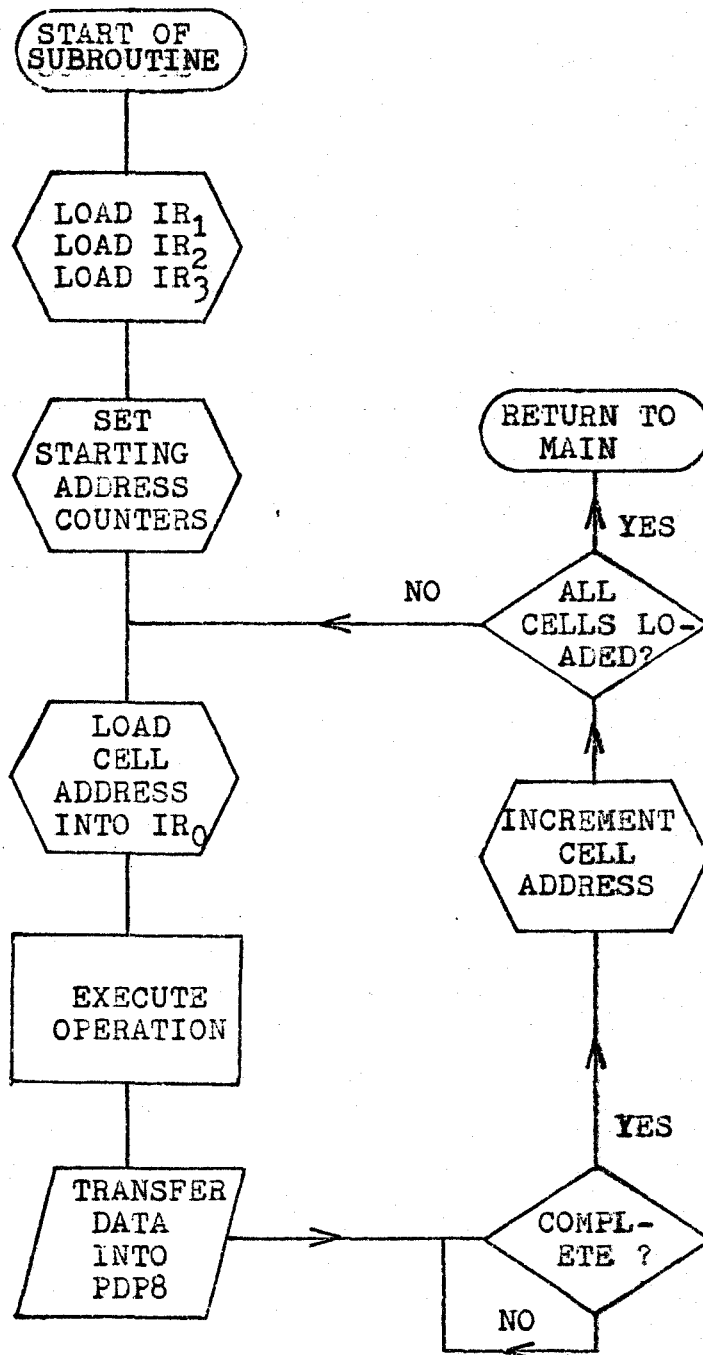 START OF
SUBROUTINE
LOAD IR1
LOAD IR2
LOAD IR3
SET
STARTING
ADDRESS
COUNTERS
LOAD
CELL
ADDRESS
INTO IR0
EXECUTE
OPERATION
TRANSFER
DATA
INTO
PDP8
COMPL-
ETE ?
NO
YES
INCREMENT
CELL
ADDRESS
ALL
CELLS LO-
ADED?
NO
YES
RETURN TO
MAIN